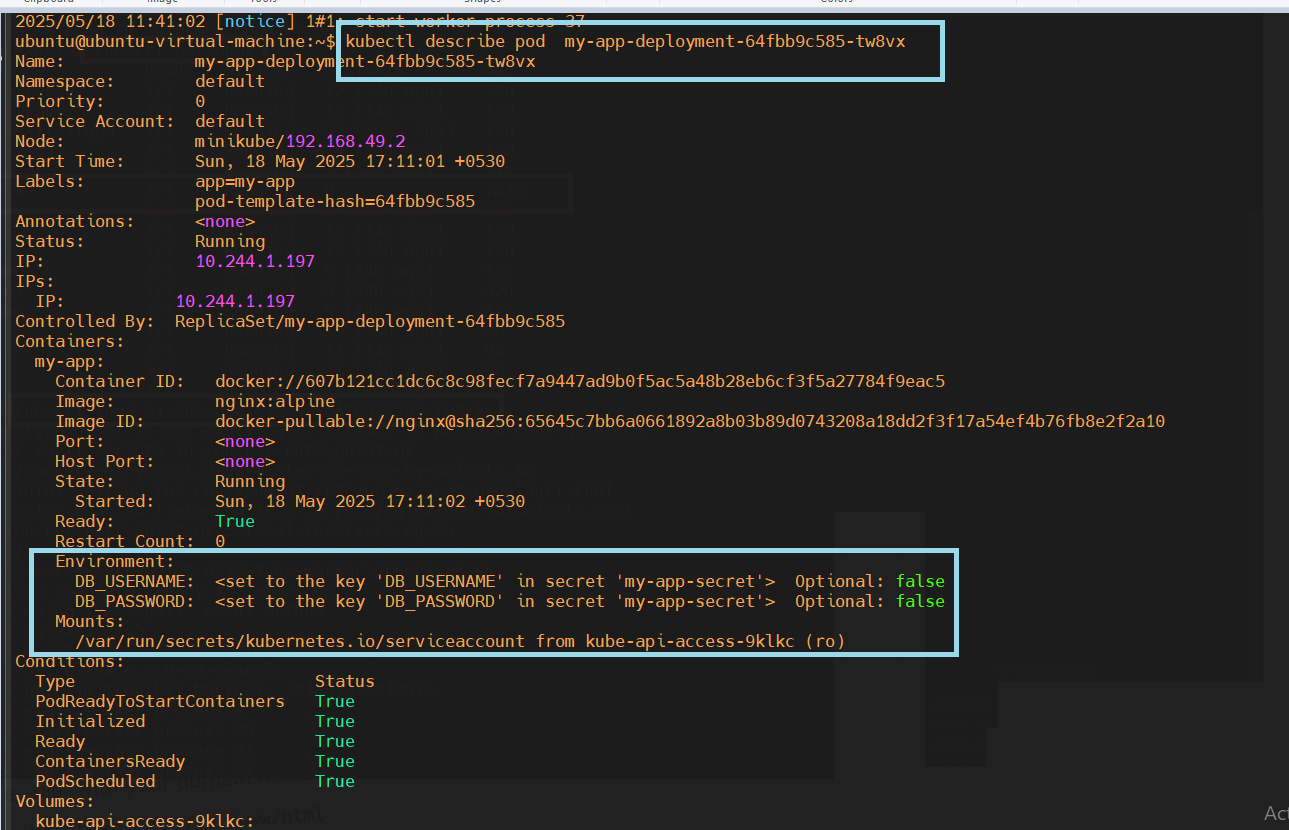 2025/05/18 11:41:02 [notice] 1#1: start worker process 37
ubuntu@ubuntu-virtual-machine:~$ kubectl describe pod  my-app-deployment-64fbb9c585-tw8vx
Name:             my-app-deployment-64fbb9c585-tw8vx
Namespace:        default
Priority:         0
Service Account:  default
Node:             minikube/192.168.49.2
Start Time:       Sun, 18 May 2025 17:11:01 +0530
Labels:           app=my-app
                  pod-template-hash=64fbb9c585
Annotations:      <none>
Status:           Running
IP:               10.244.1.197
IPs:
  IP:           10.244.1.197
Controlled By:  ReplicaSet/my-app-deployment-64fbb9c585
Containers:
  my-app:
    Container ID:   docker://607b121cc1dc6c8c98fecf7a9447ad9b0f5ac5a48b28eb6cf3f5a27784f9eac5
    Image:          nginx:alpine
    Image ID:       docker-pullable://nginx@sha256:65645c7bb6a0661892a8b03b89d0743208a18dd2f3f17a54ef4b76fb8e2f2a10
    Port:           <none>
    Host Port:      <none>
    State:          Running
      Started:      Sun, 18 May 2025 17:11:02 +0530
    Ready:          True
    Restart Count:  0
    Environment:
      DB_USERNAME:  <set to the key 'DB_USERNAME' in secret 'my-app-secret'>  Optional: false
      DB_PASSWORD:  <set to the key 'DB_PASSWORD' in secret 'my-app-secret'>  Optional: false
    Mounts:
      /var/run/secrets/kubernetes.io/serviceaccount from kube-api-access-9klkc (ro)
Conditions:
  Type                        Status
  PodReadyToStartContainers   True
  Initialized                 True
  Ready                       True
  ContainersReady             True
  PodScheduled                True
Volumes:
  kube-api-access-9klkc: